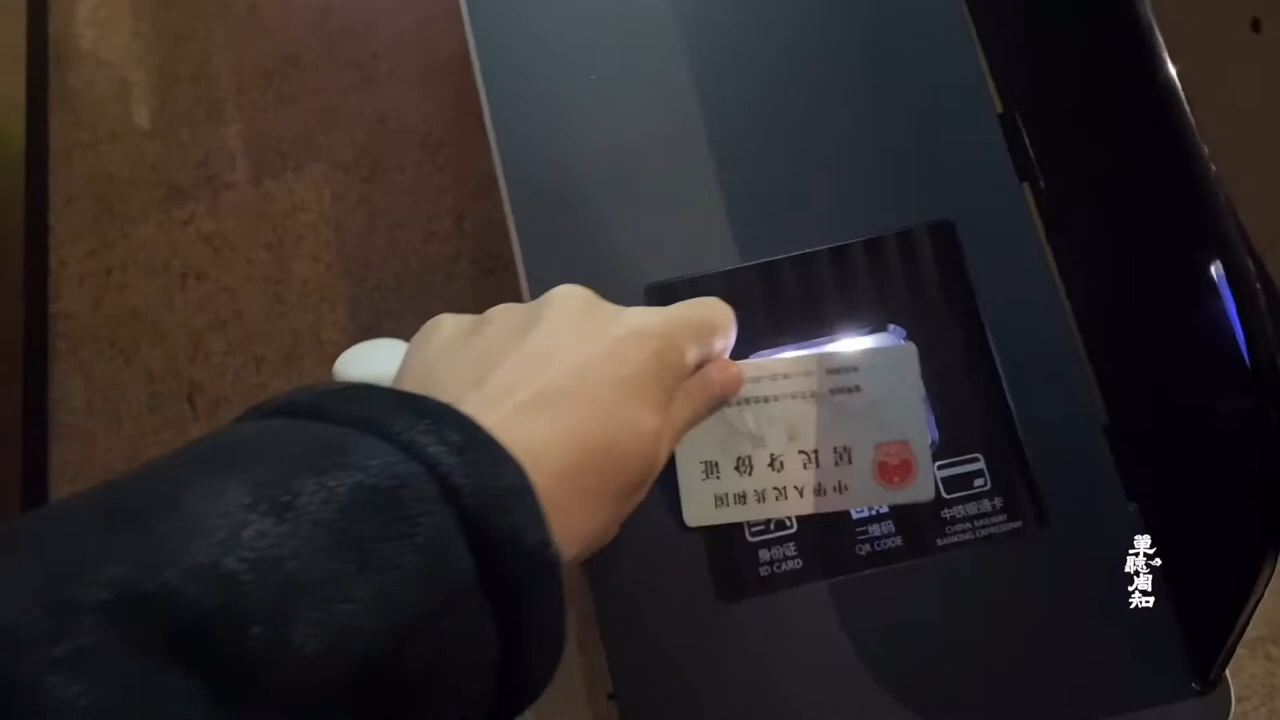 中华人民共和国
居民身份证
身份证
ID CARD
二维码
QR CODE
中铁银通卡
CHINA RAILWAY
BANKING EXPRESSPAY
單聽周知